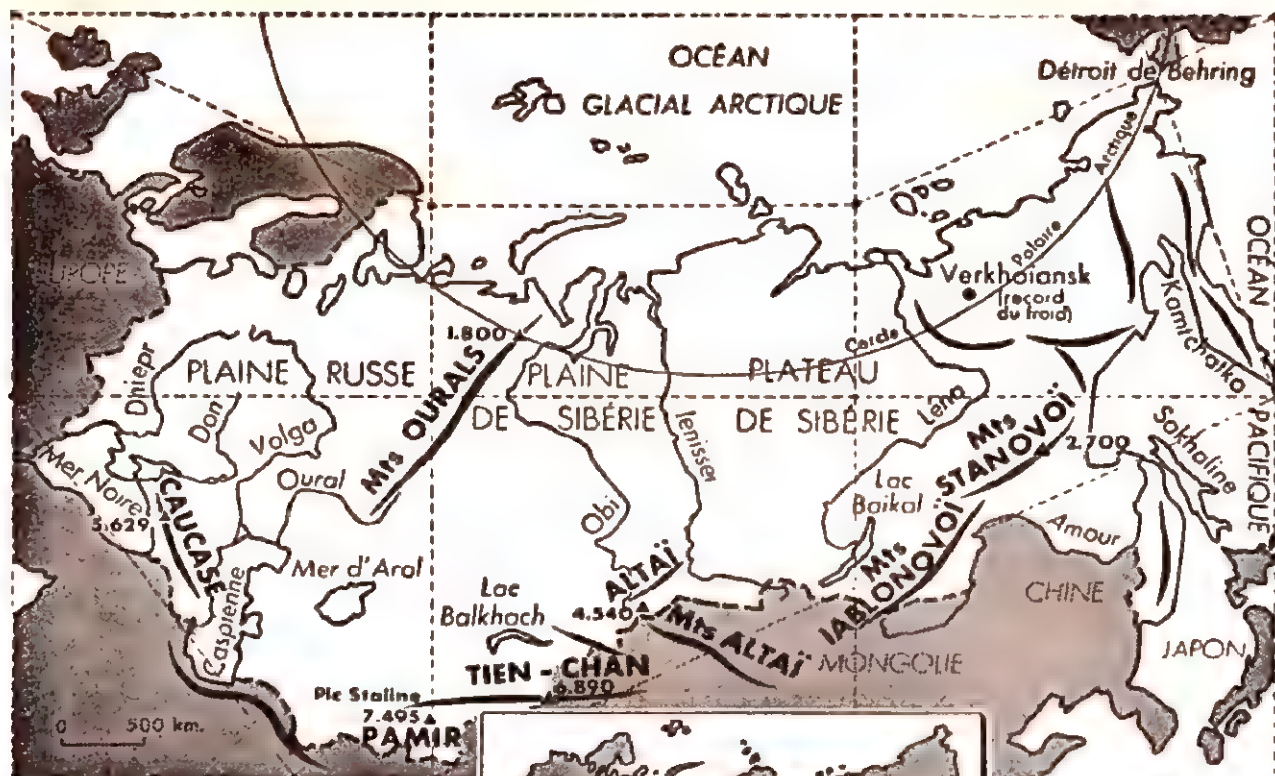 OCÉAN
GLACIAL ARCTIQUE
Détroit de Behring
Cercle Polaire Arctique
OCÉAN PACIFIQUE
EUROPE
Verkhoïansk
(record
du froid)
Kamtchatka
1.800
Dniepr
PLAINE RUSSE
PLAINE
DE SIBÉRIE
PLATEAU
DE SIBÉRIE
Mts OURALS
Don
Volga
Oural
Iénisséï
Léna
Mts
STANOVOÏ
2.700
Sakhaline
Mer Noire
5.629
CAUCASE
Obi
Lac
Baïkal
Mts
IABLONOVOÏ
Amour
Mer d'Aral
Caspienne
Lac
Balkhach
ALTAÏ
4.540
Mts ALTAÏ
MONGOLIE
CHINE
JAPON
TIEN - CHAN
6.890
Pic Staline
7.495
PAMIR
0 500 km.